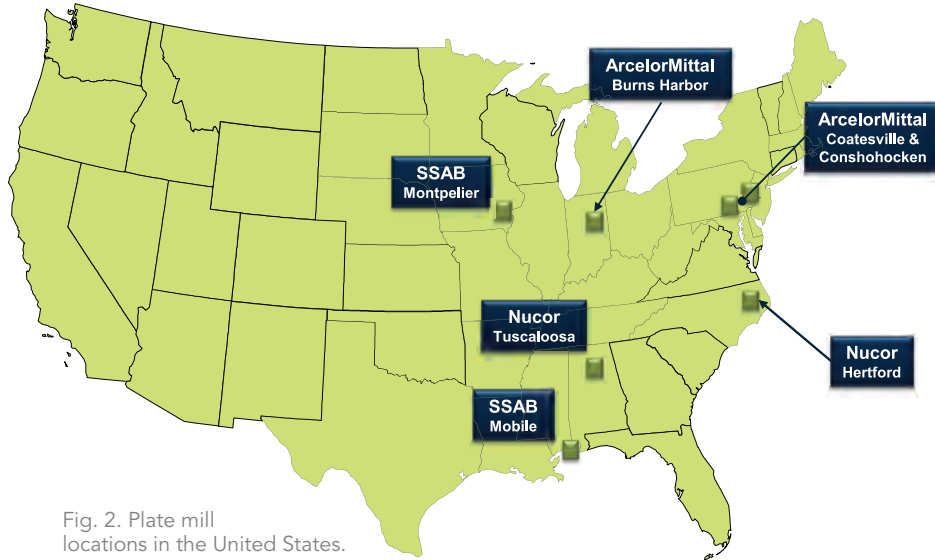 ArcelorMittal
Burns Harbor
ArcelorMittal
Coatesville &
Conshohocken
SSAB
Montpelier
Nucor
Tuscaloosa
Nucor
Hertford
SSAB
Mobile
Fig. 2. Plate mill
locations in the United States.